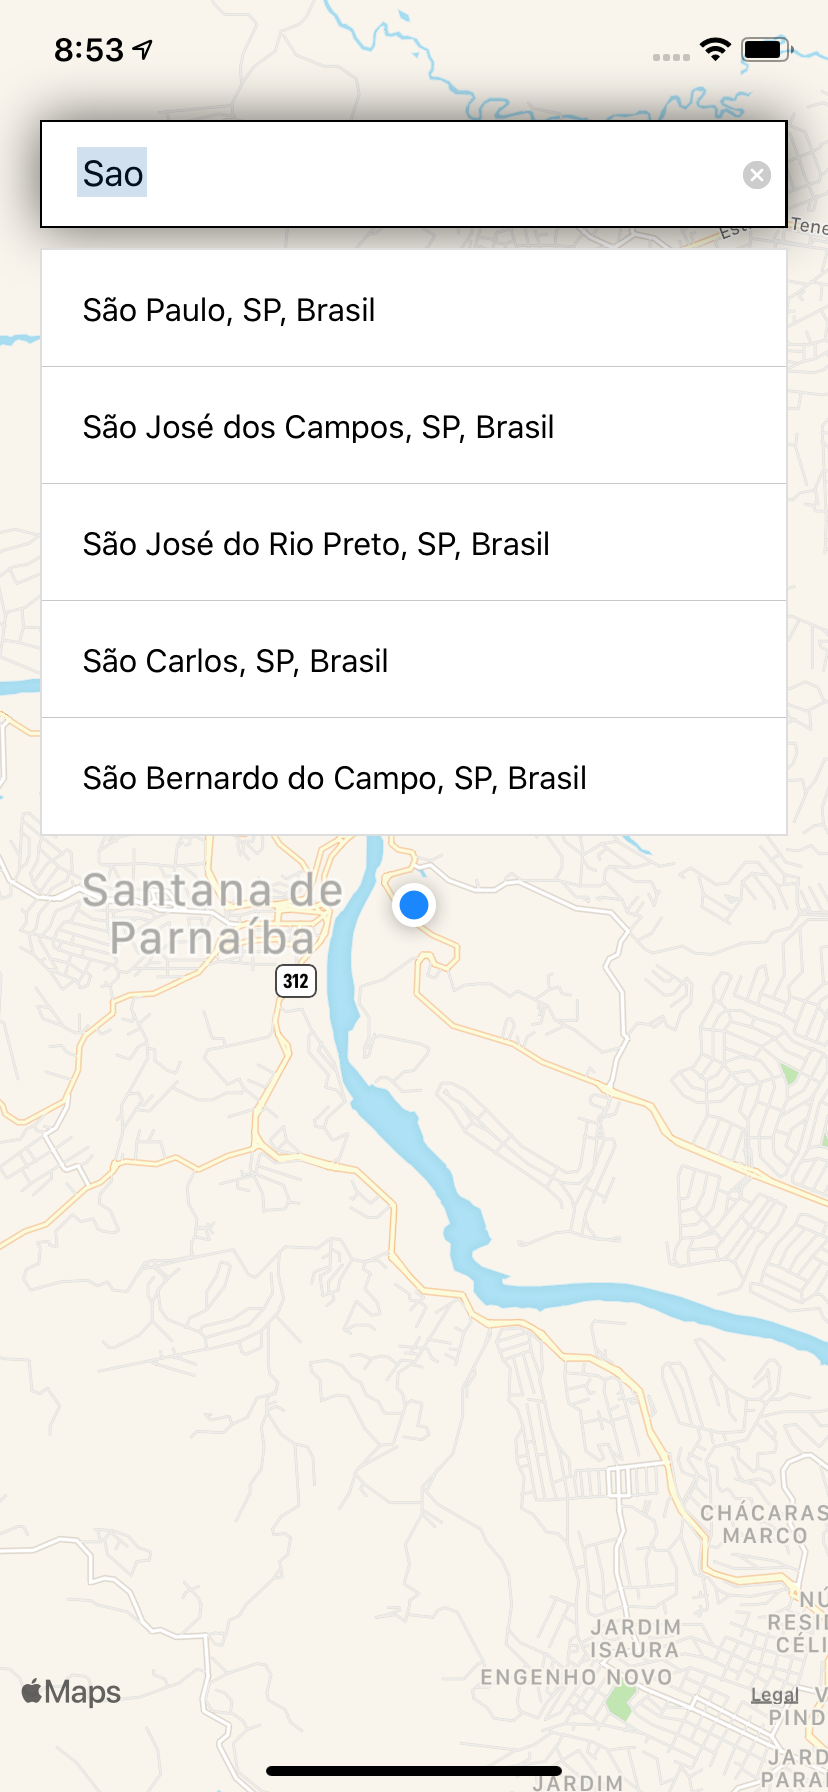 8:53
Est
Tene
Sao
São Paulo, SP, Brasil
São José dos Campos, SP, Brasil
São José do Rio Preto, SP, Brasil
São Carlos, SP, Brasil
São Bernardo do Campo, SP, Brasil
Santana de
Parnaíba
312
CHÁCARAS
MARCO
NÚ
RESID
CÉLI
JARDIM
ISAURA
ENGENHO NOVO
Maps
Legal
V
PIND
JARD
PARA
JARDIM